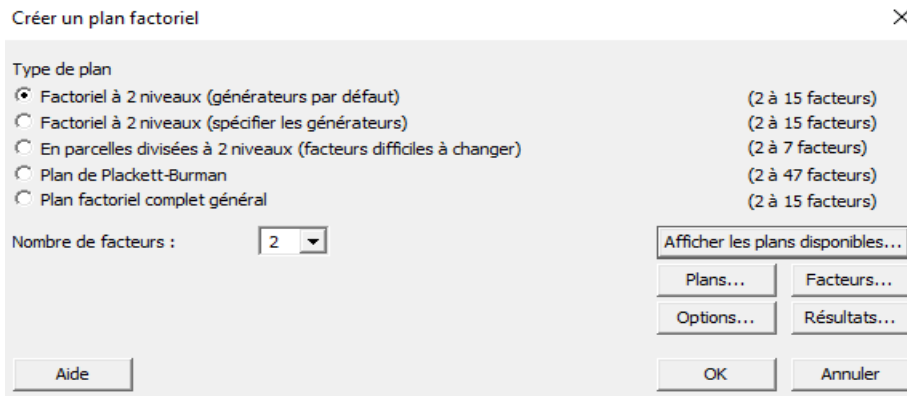 Créer un plan factoriel
Type de plan
Factoriel à 2 niveaux (générateurs par défaut) (2 à 15 facteurs)
Factoriel à 2 niveaux (spécifier les générateurs) (2 à 15 facteurs)
En parcelles divisées à 2 niveaux (facteurs difficiles à changer) (2 à 7 facteurs)
Plan de Plackett-Burman (2 à 47 facteurs)
Plan factoriel complet général (2 à 15 facteurs)
Nombre de facteurs : 2 Afficher les plans disponibles...
Plans... Facteurs...
Options... Résultats...
Aide OK Annuler